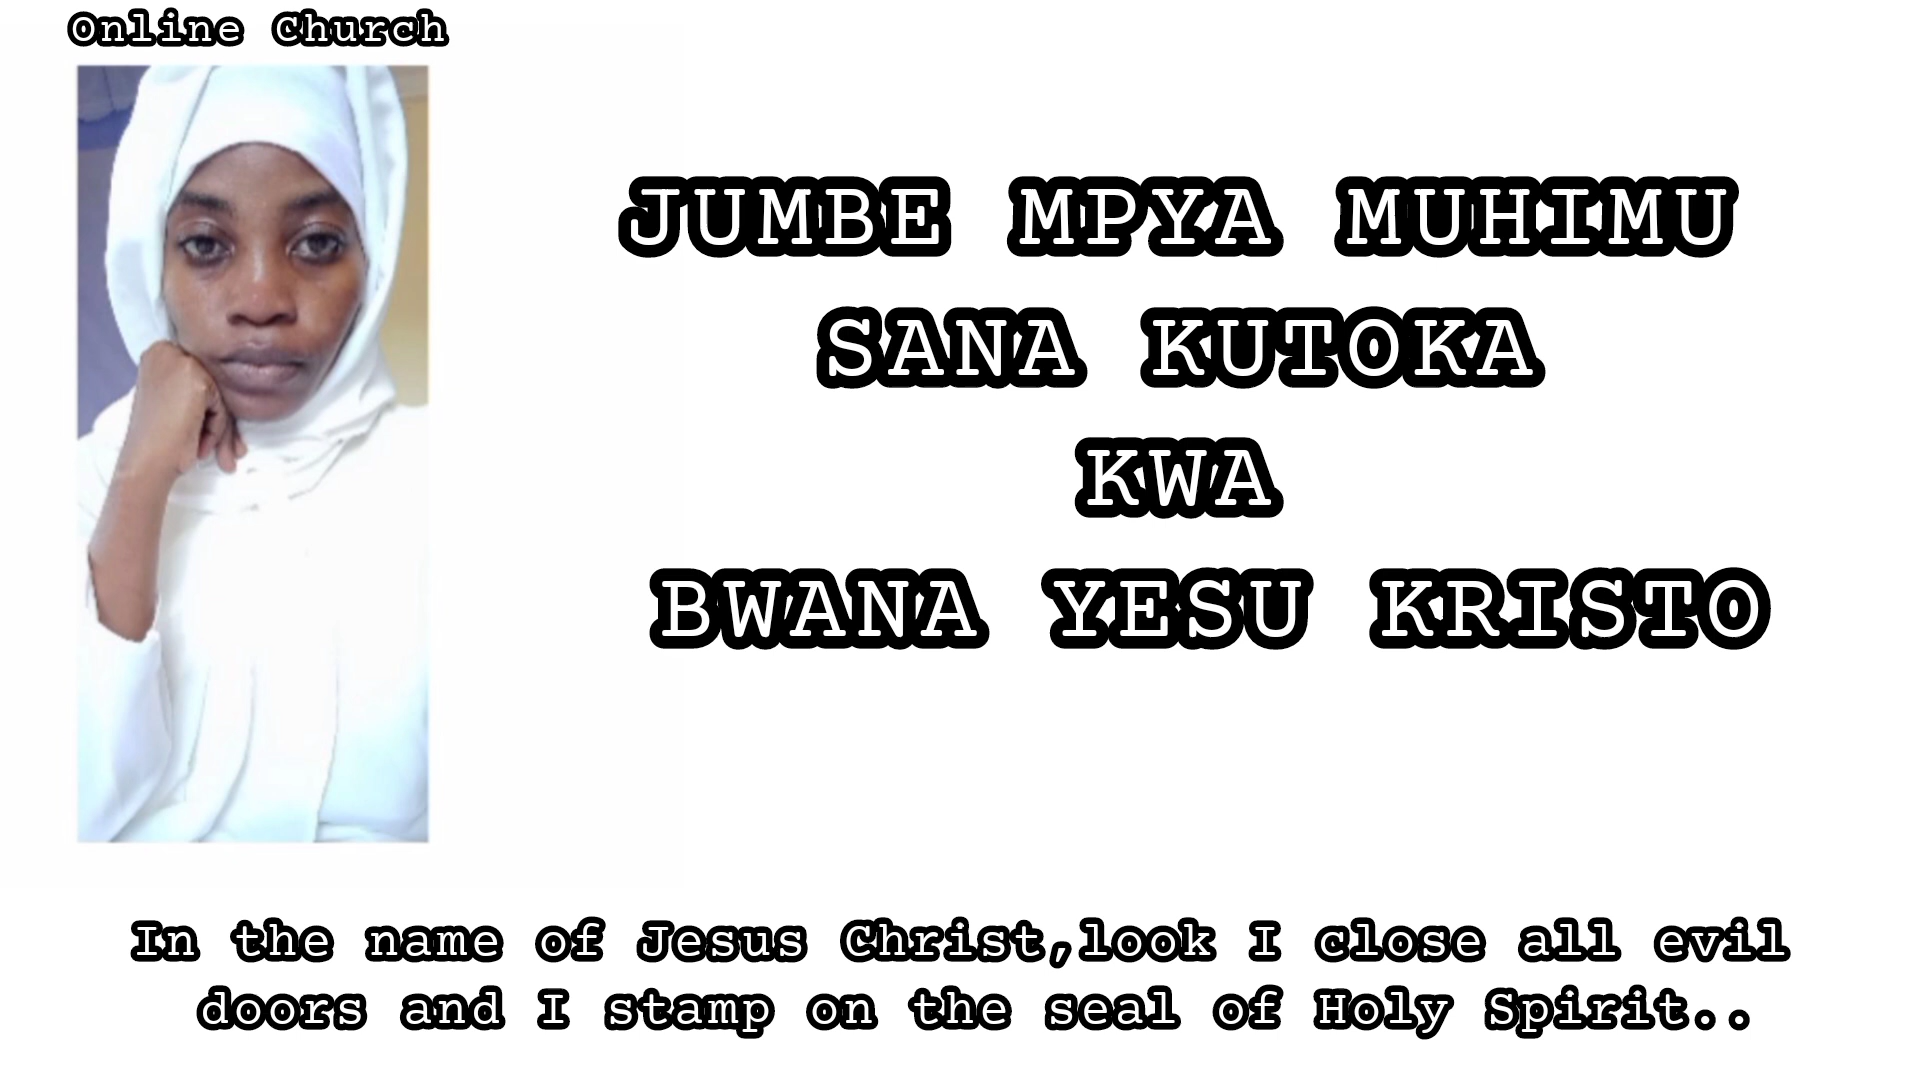 Online Church
JUMBE MPYA MUHIMU
SANA KUTOKA
KWA
BWANA YESU KRISTO
In the name of Jesus Christ,look I close all evil
doors and I stamp on the seal of Holy Spirit..